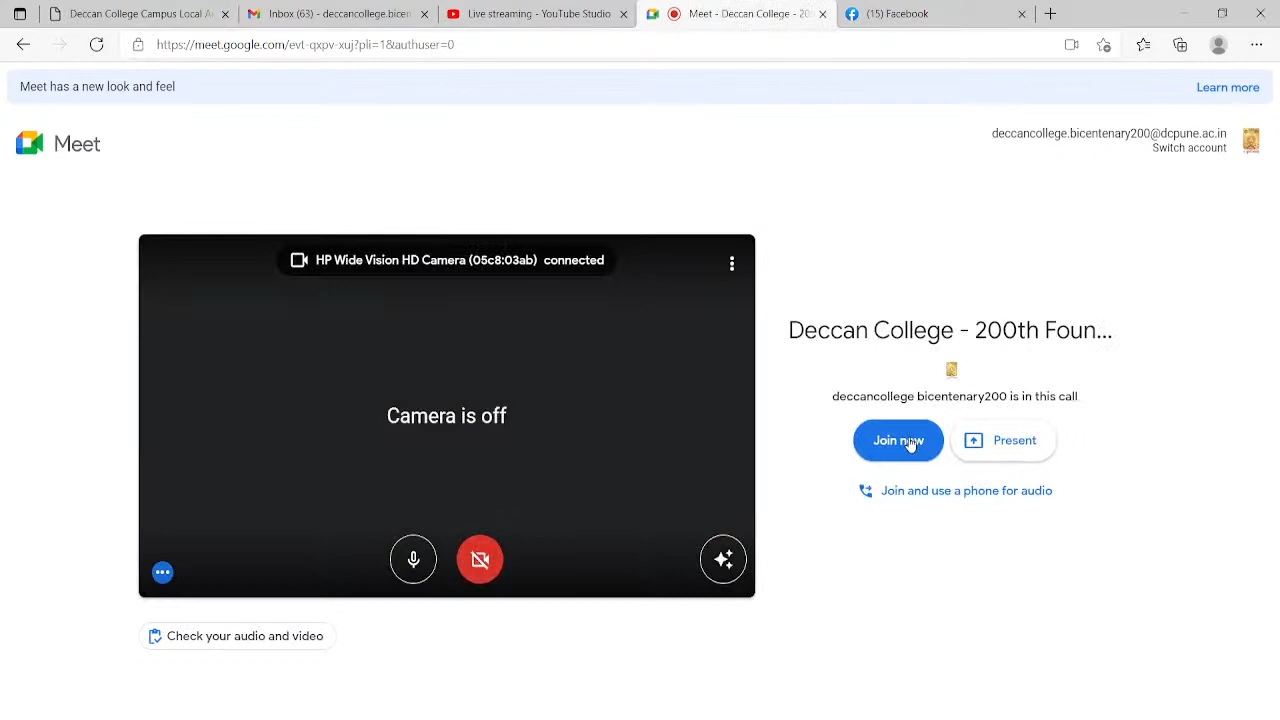 Deccan College Campus Local Ar
Inbox (63) - deccancollege.bicen
Live streaming - YouTube Studio
Meet - Deccan College - 20
(15) Facebook
https://meet.google.com/evt-qxpv-xuj?pli=1&authuser=0
Meet has a new look and feel
Learn more
Meet
deccancollege.bicentenary200@dcpune.ac.in
Switch account
HP Wide Vision HD Camera (05c8:03ab) connected
Camera is off
Deccan College - 200th Foun...
deccancollege bicentenary200 is in this call
Join now
Present
Join and use a phone for audio
Check your audio and video